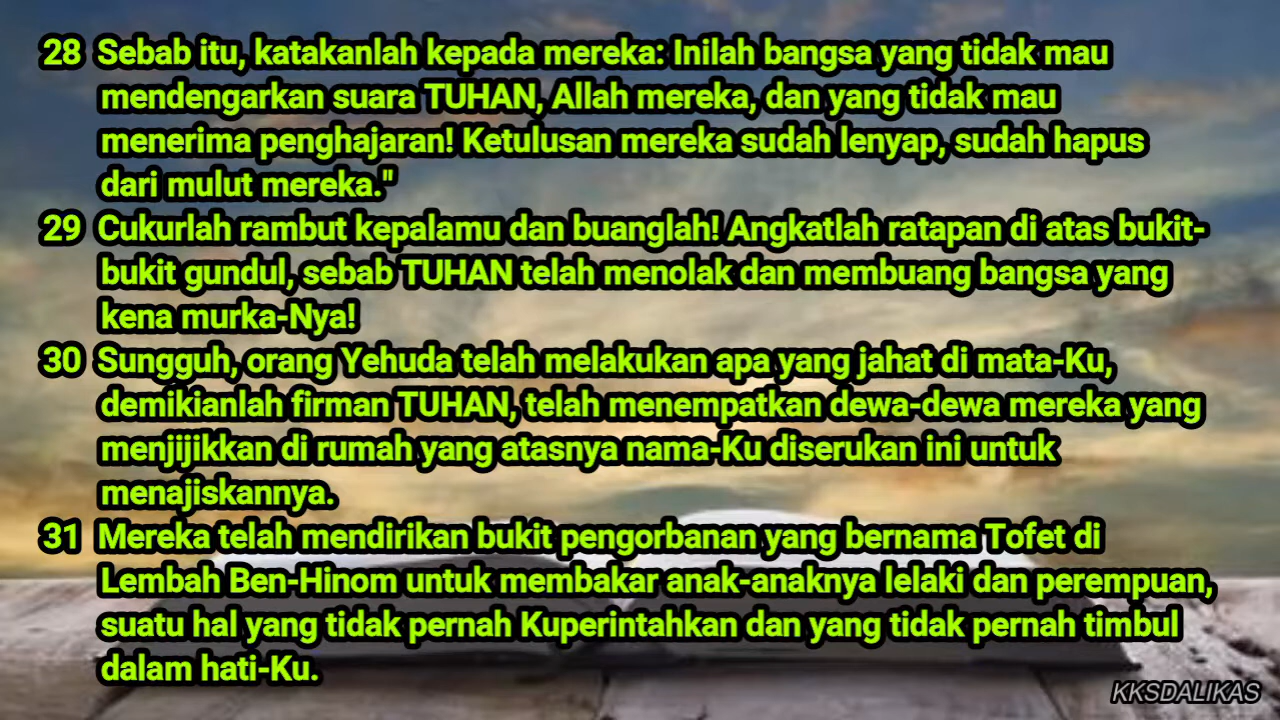 28 Sebab itu, katakanlah kepada mereka: Inilah bangsa yang tidak mau
mendengarkan suara TUHAN, Allah mereka, dan yang tidak mau
menerima penghajaran! Ketulusan mereka sudah lenyap, sudah hapus
dari mulut mereka."
29 Cukurlah rambut kepalamu dan buanglah! Angkatlah ratapan di atas bukit-
bukit gundul, sebab TUHAN telah menolak dan membuang bangsa yang
kena murka-Nya!
30 Sungguh, orang Yehuda telah melakukan apa yang jahat di mata-Ku,
demikianlah firman TUHAN, telah menempatkan dewa-dewa mereka yang
menjijikkan di rumah yang atasnya nama-Ku diserukan ini untuk
menajiskannya.
31 Mereka telah mendirikan bukit pengorbanan yang bernama Tofet di
Lembah Ben-Hinom untuk membakar anak-anaknya lelaki dan perempuan,
suatu hal yang tidak pernah Kuperintahkan dan yang tidak pernah timbul
dalam hati-Ku.
KKSDALIKAS